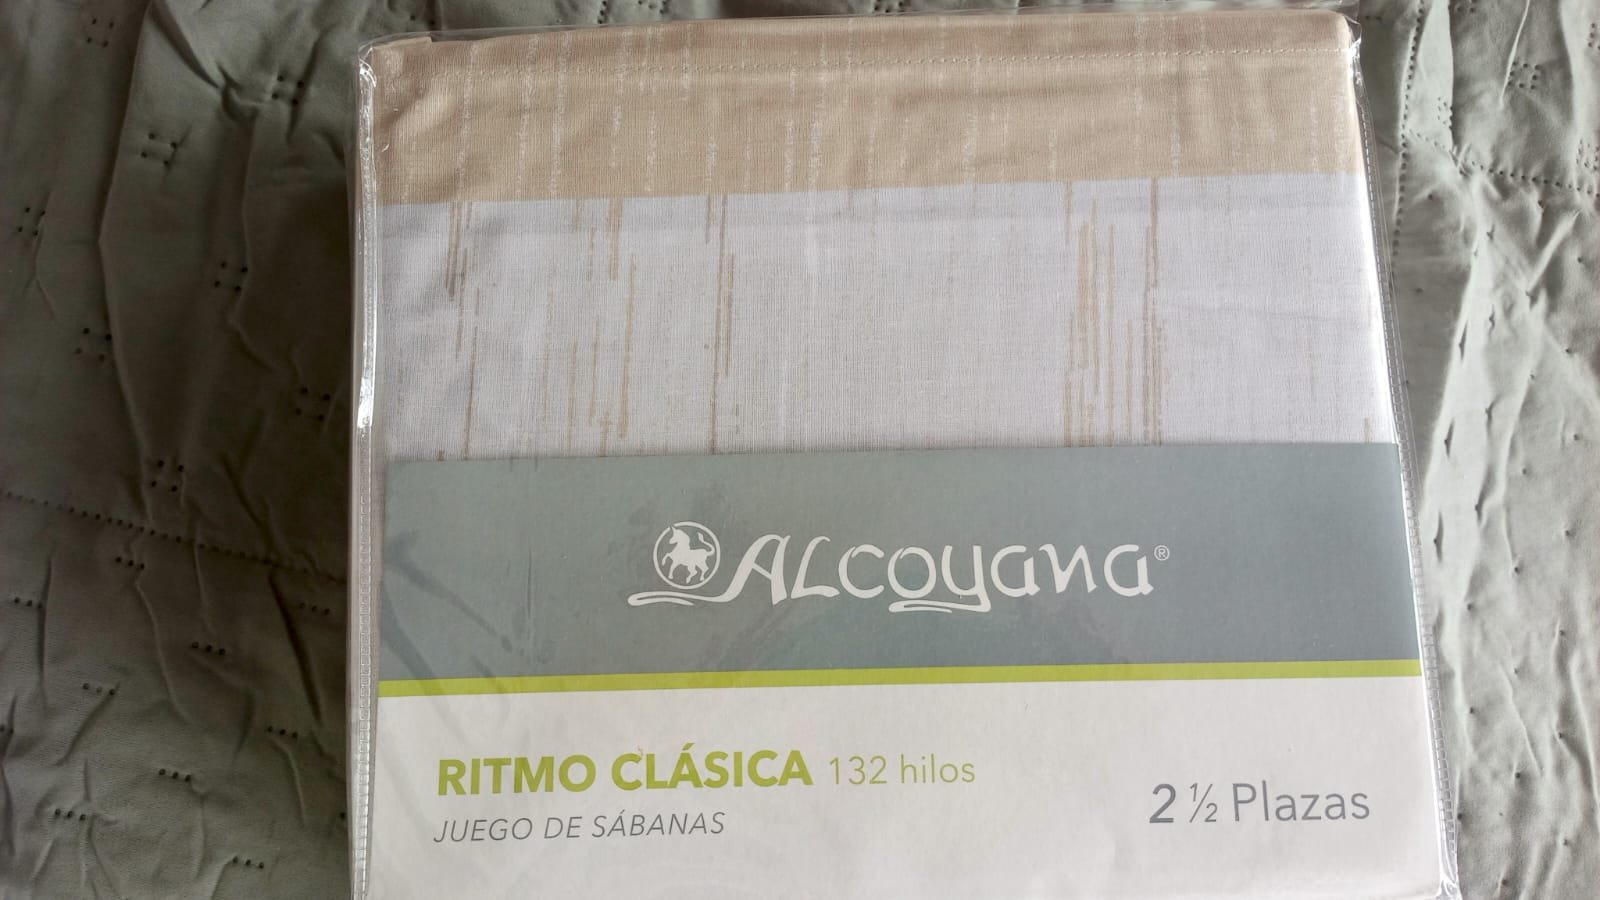 ALCOYANA®
RITMO CLÁSICA 132 hilos
JUEGO DE SÁBANAS
2 ½ Plazas